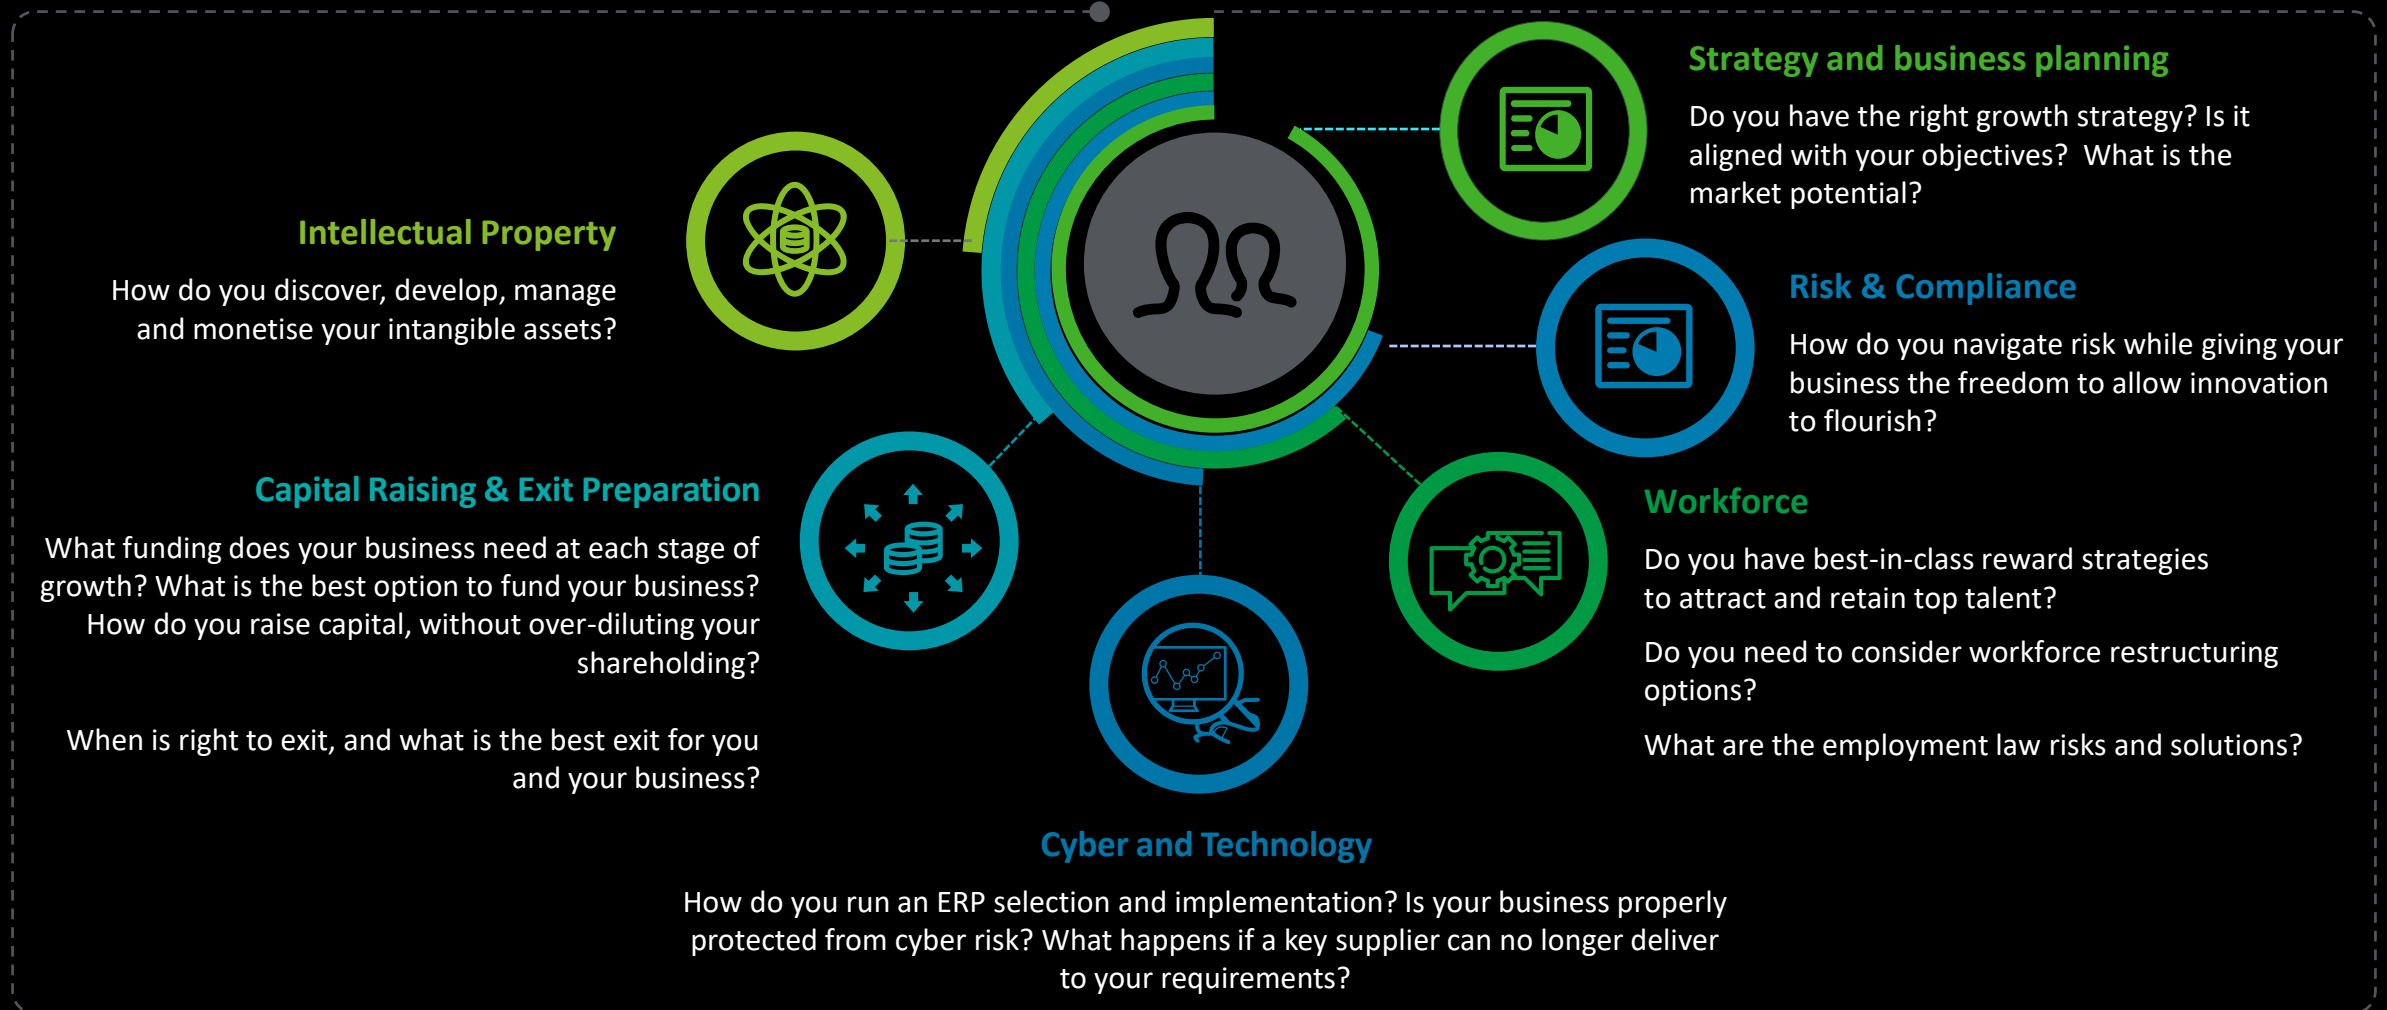 Strategy and business planning
Do you have the right growth strategy? Is it
aligned with your objectives?  What is the
market potential?
Risk & Compliance
How do you navigate risk while giving your
business the freedom to allow innovation
to flourish?
Workforce
Do you have best-in-class reward strategies
to attract and retain top talent?
Do you need to consider workforce restructuring
options?
What are the employment law risks and solutions?
Cyber and Technology
How do you run an ERP selection and implementation? Is your business properly
protected from cyber risk? What happens if a key supplier can no longer deliver
to your requirements?
Capital Raising & Exit Preparation
What funding does your business need at each stage of
growth? What is the best option to fund your business?
How do you raise capital, without over-diluting your
shareholding?
When is right to exit, and what is the best exit for you
and your business?
Intellectual Property
How do you discover, develop, manage
and monetise your intangible assets?